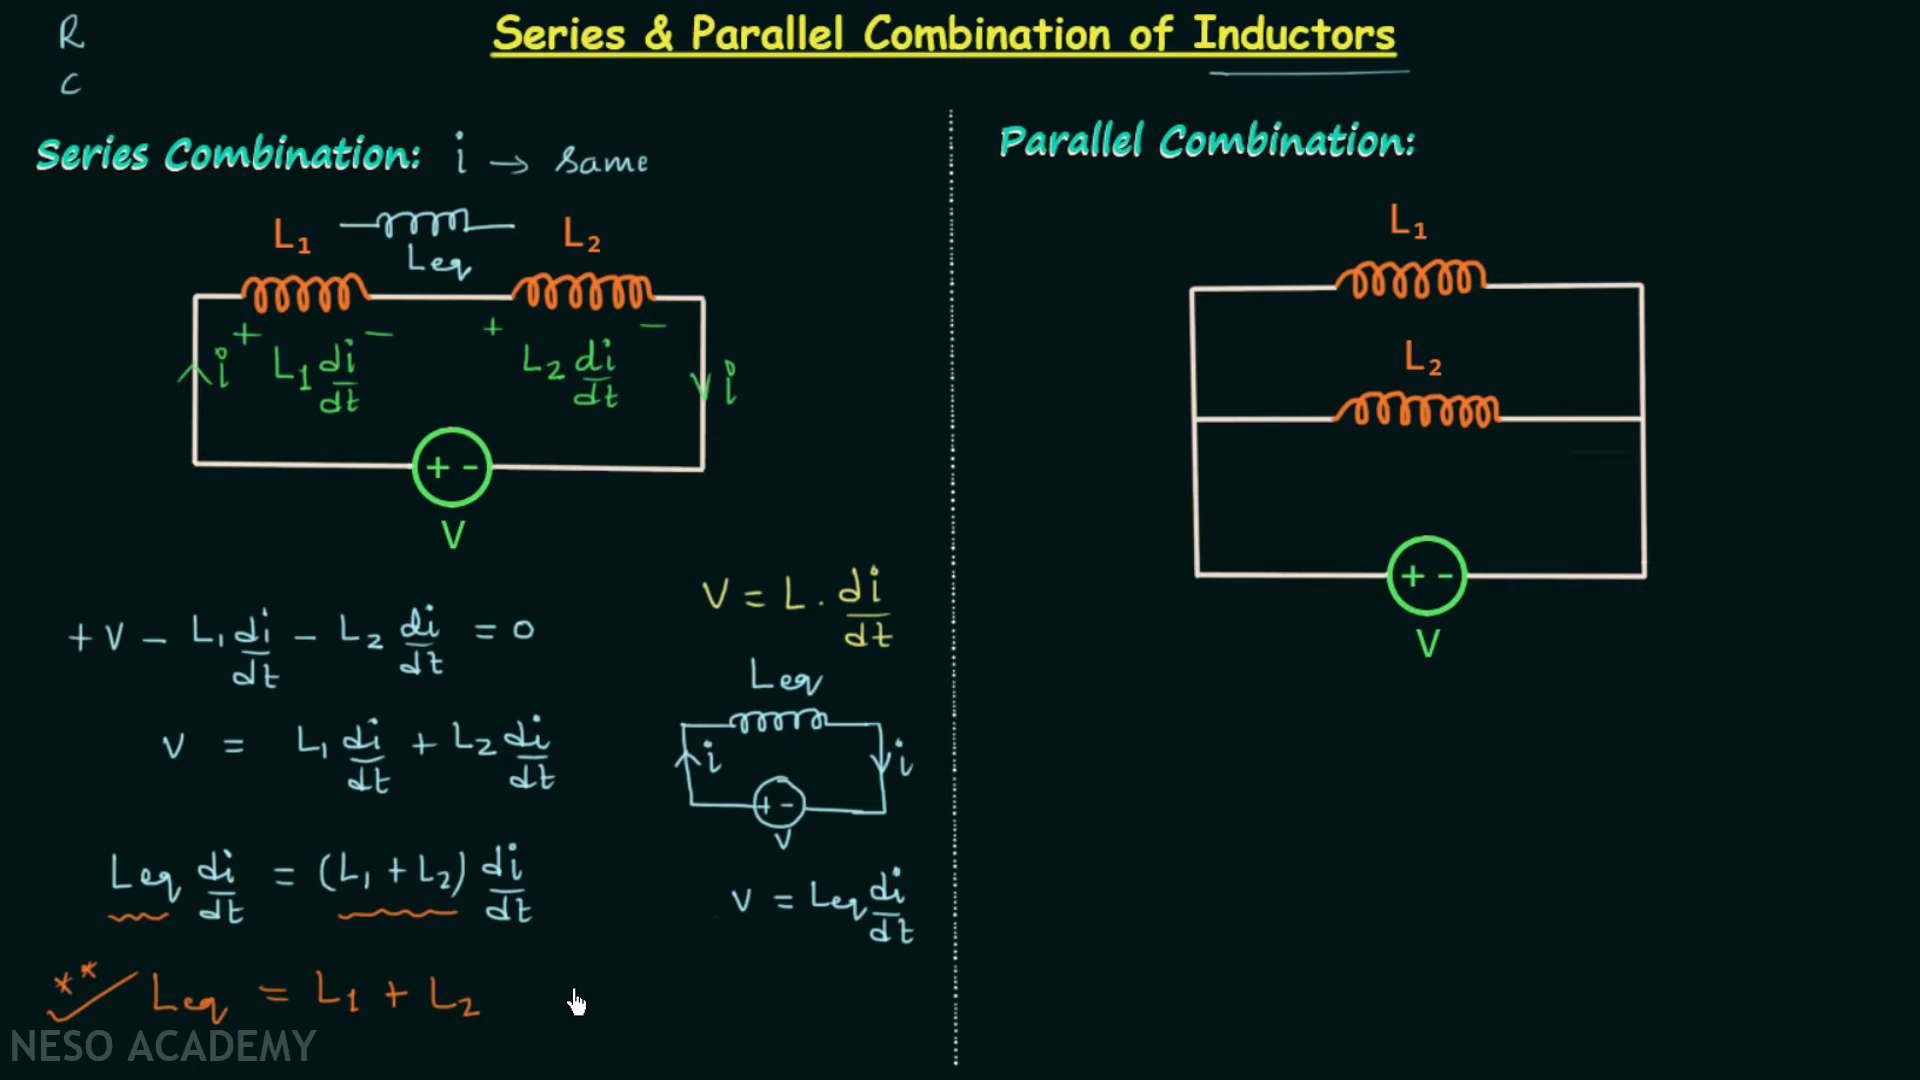 R
C
Series & Parallel Combination of Inductors
Series Combination: i → same
L₁
Leq
L₂
+ −
+ −
i
L₁ di/dt
L₂ di/dt
i
+ -
V
+ V − L₁ di/dt − L₂ di/dt = 0
V = L₁ di/dt + L₂ di/dt
Leq di/dt = (L₁ + L₂) di/dt
** ✓ Leq = L₁ + L₂
V = L . di/dt
Leq
i i
+ -
V
V = Leq di/dt
Parallel Combination:
L₁
L₂
+ -
V
NESO ACADEMY